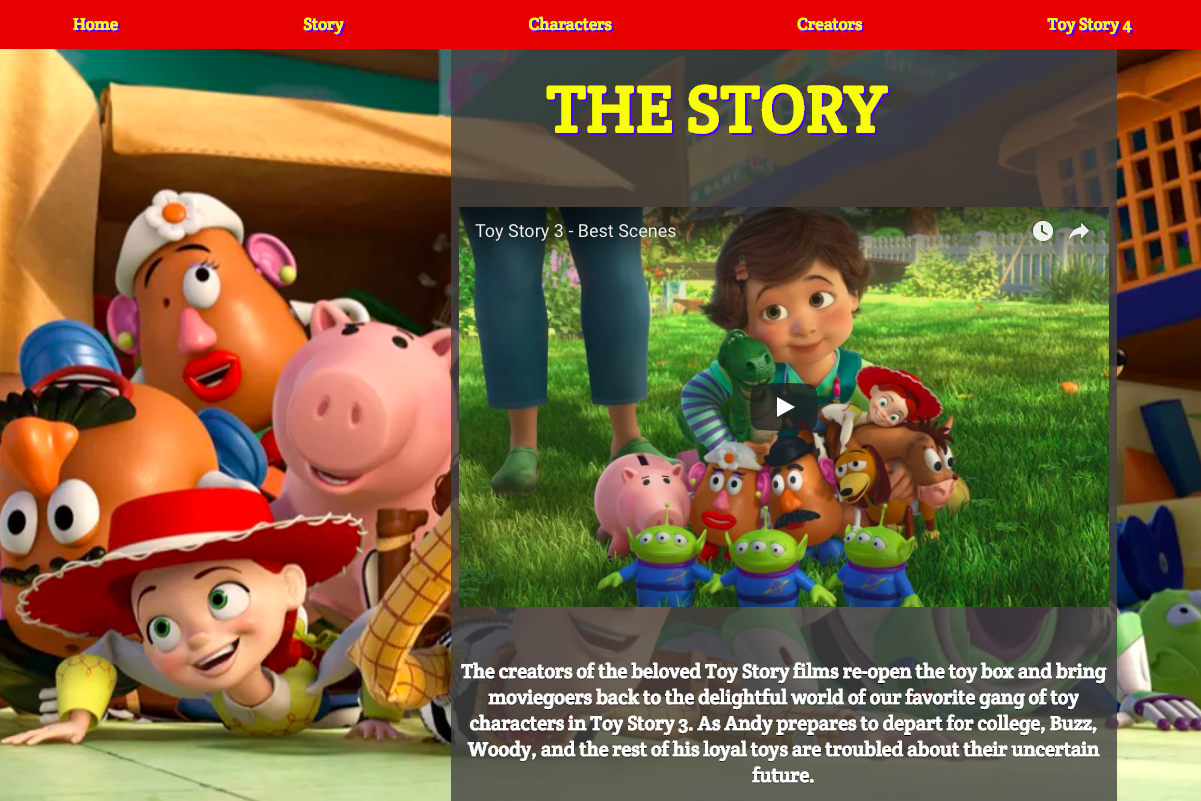 Home Story Characters Creators Toy Story 4
THE STORY
Toy Story 3 - Best Scenes
The creators of the beloved Toy Story films re-open the toy box and bring
moviegoers back to the delightful world of our favorite gang of toy
characters in Toy Story 3. As Andy prepares to depart for college, Buzz,
Woody, and the rest of his loyal toys are troubled about their uncertain
future.